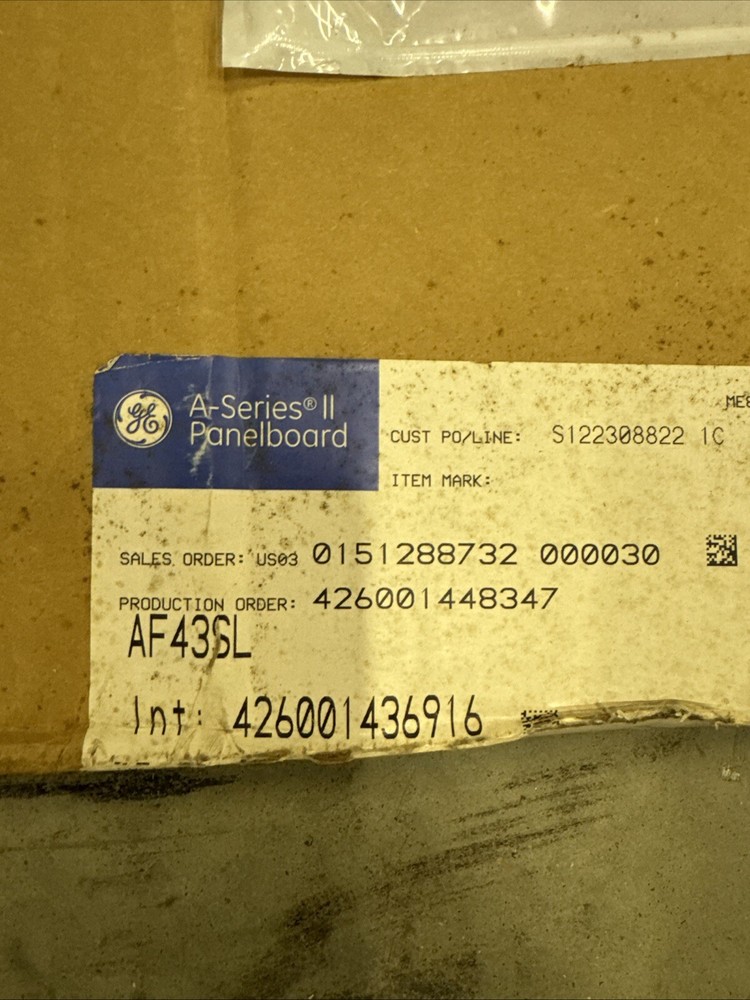 GE
A-Series® II
Panelboard
CUST PO/LINE: S122308822 1C
ITEM MARK:
SALES ORDER: US03 0151288732 000030
PRODUCTION ORDER: 426001448347
AF43SL
Int: 426001436916